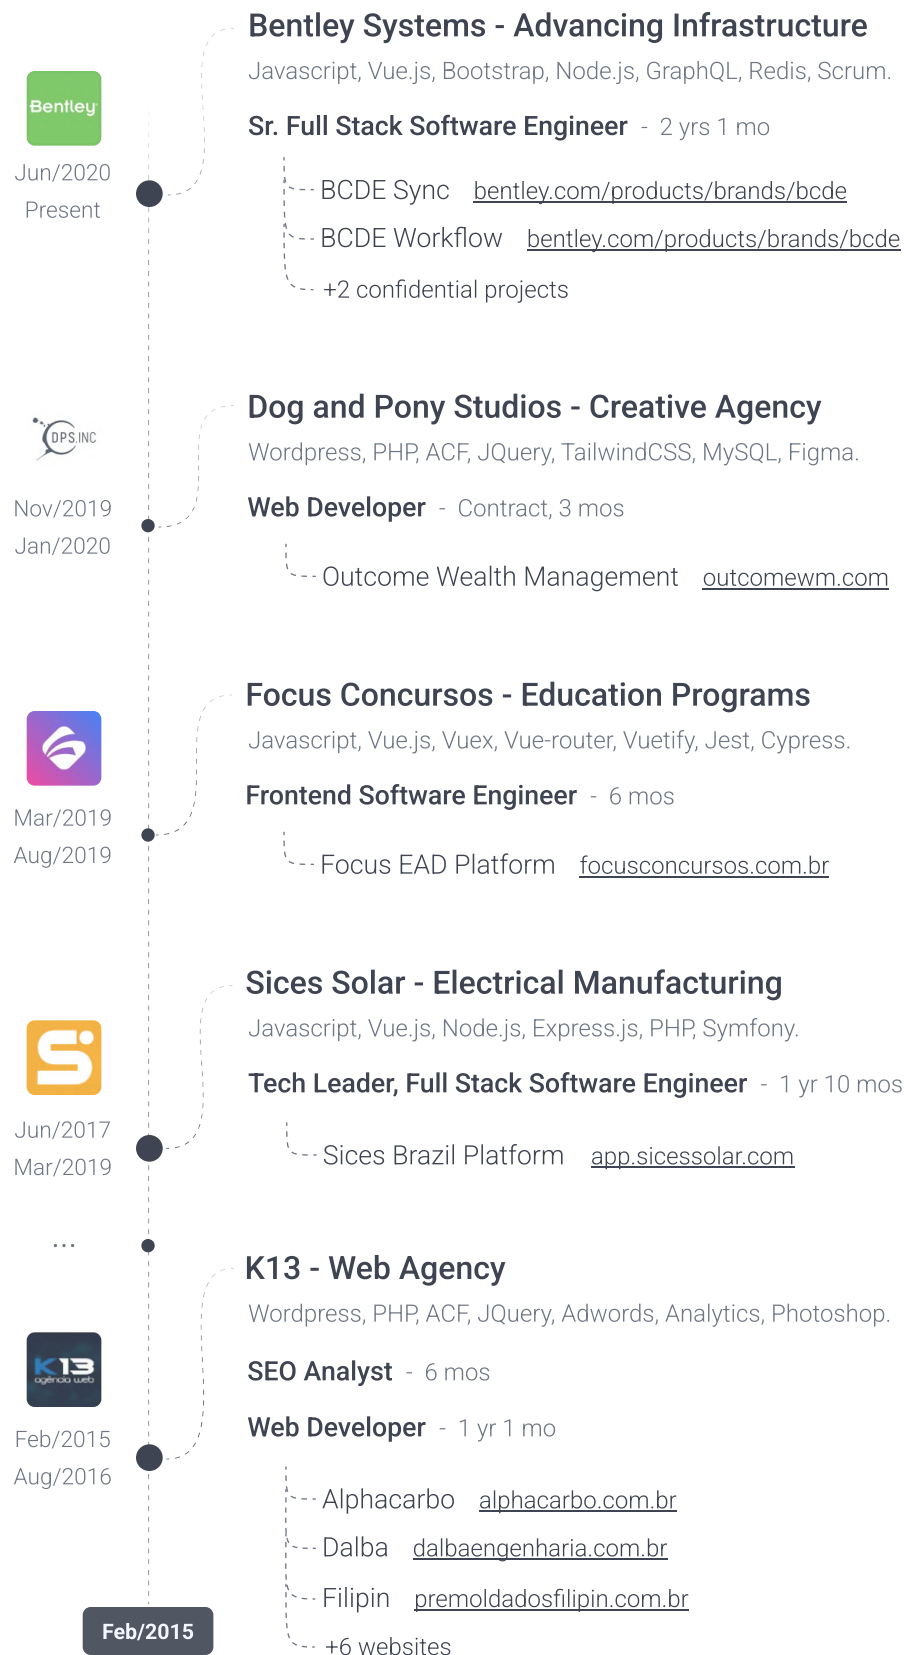 Bentley Systems - Advancing Infrastructure
Javascript, Vue.js, Bootstrap, Node.js, GraphQL, Redis, Scrum.
Bentley
Jun/2020
Present
Sr. Full Stack Software Engineer - 2 yrs 1 mo
BCDE Sync bentley.com/products/brands/bcde
BCDE Workflow bentley.com/products/brands/bcde
+2 confidential projects
Dog and Pony Studios - Creative Agency
Wordpress, PHP, ACF, JQuery, TailwindCSS, MySQL, Figma.
DPS.INC
Nov/2019
Jan/2020
Web Developer - Contract, 3 mos
Outcome Wealth Management outcomewm.com
Focus Concursos - Education Programs
Javascript, Vue.js, Vuex, Vue-router, Vuetify, Jest, Cypress.
Mar/2019
Aug/2019
Frontend Software Engineer - 6 mos
Focus EAD Platform focusconcursos.com.br
Sices Solar - Electrical Manufacturing
Javascript, Vue.js, Node.js, Express.js, PHP, Symfony.
S
Jun/2017
Mar/2019
Tech Leader, Full Stack Software Engineer - 1 yr 10 mos
Sices Brazil Platform app.sicessolar.com
...
K13 - Web Agency
Wordpress, PHP, ACF, JQuery, Adwords, Analytics, Photoshop.
K13
agência web
Feb/2015
Aug/2016
SEO Analyst - 6 mos
Web Developer - 1 yr 1 mo
Alphacarbo alphacarbo.com.br
Dalba dalbaengenharia.com.br
Filipin premoldadosfilipin.com.br
+6 websites
Feb/2015